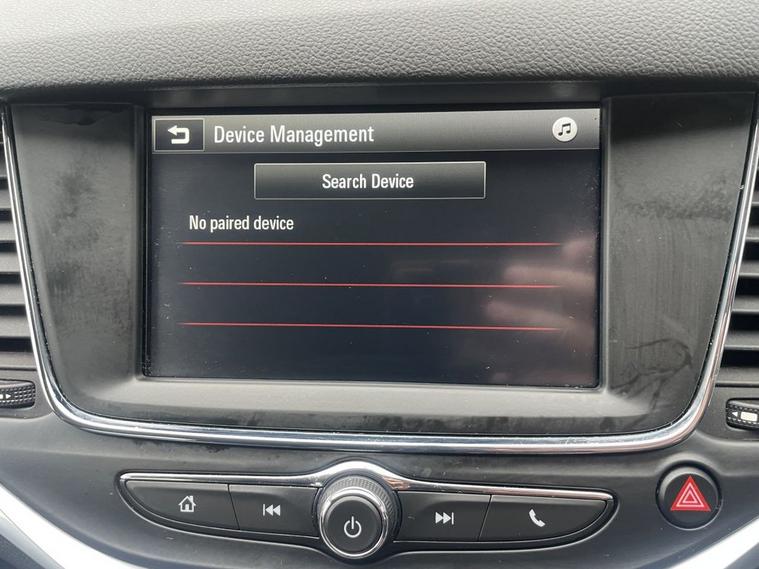 Device Management
Search Device
No paired device